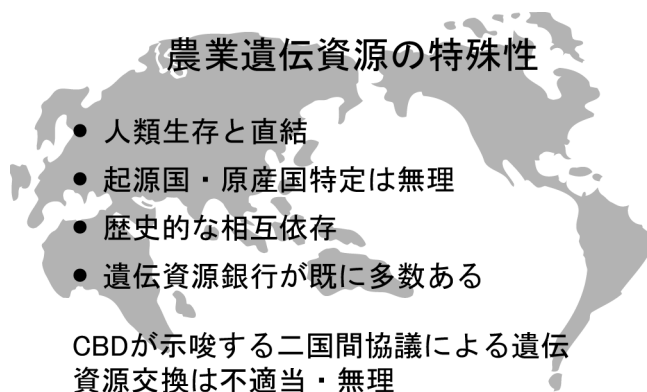 農業遺伝資源の特殊性
● 人類生存と直結
● 起源国・原産国特定は無理
● 歴史的な相互依存
● 遺伝資源銀行が既に多数ある
CBDが示唆する二国間協議による遺伝
資源交換は不適当・無理